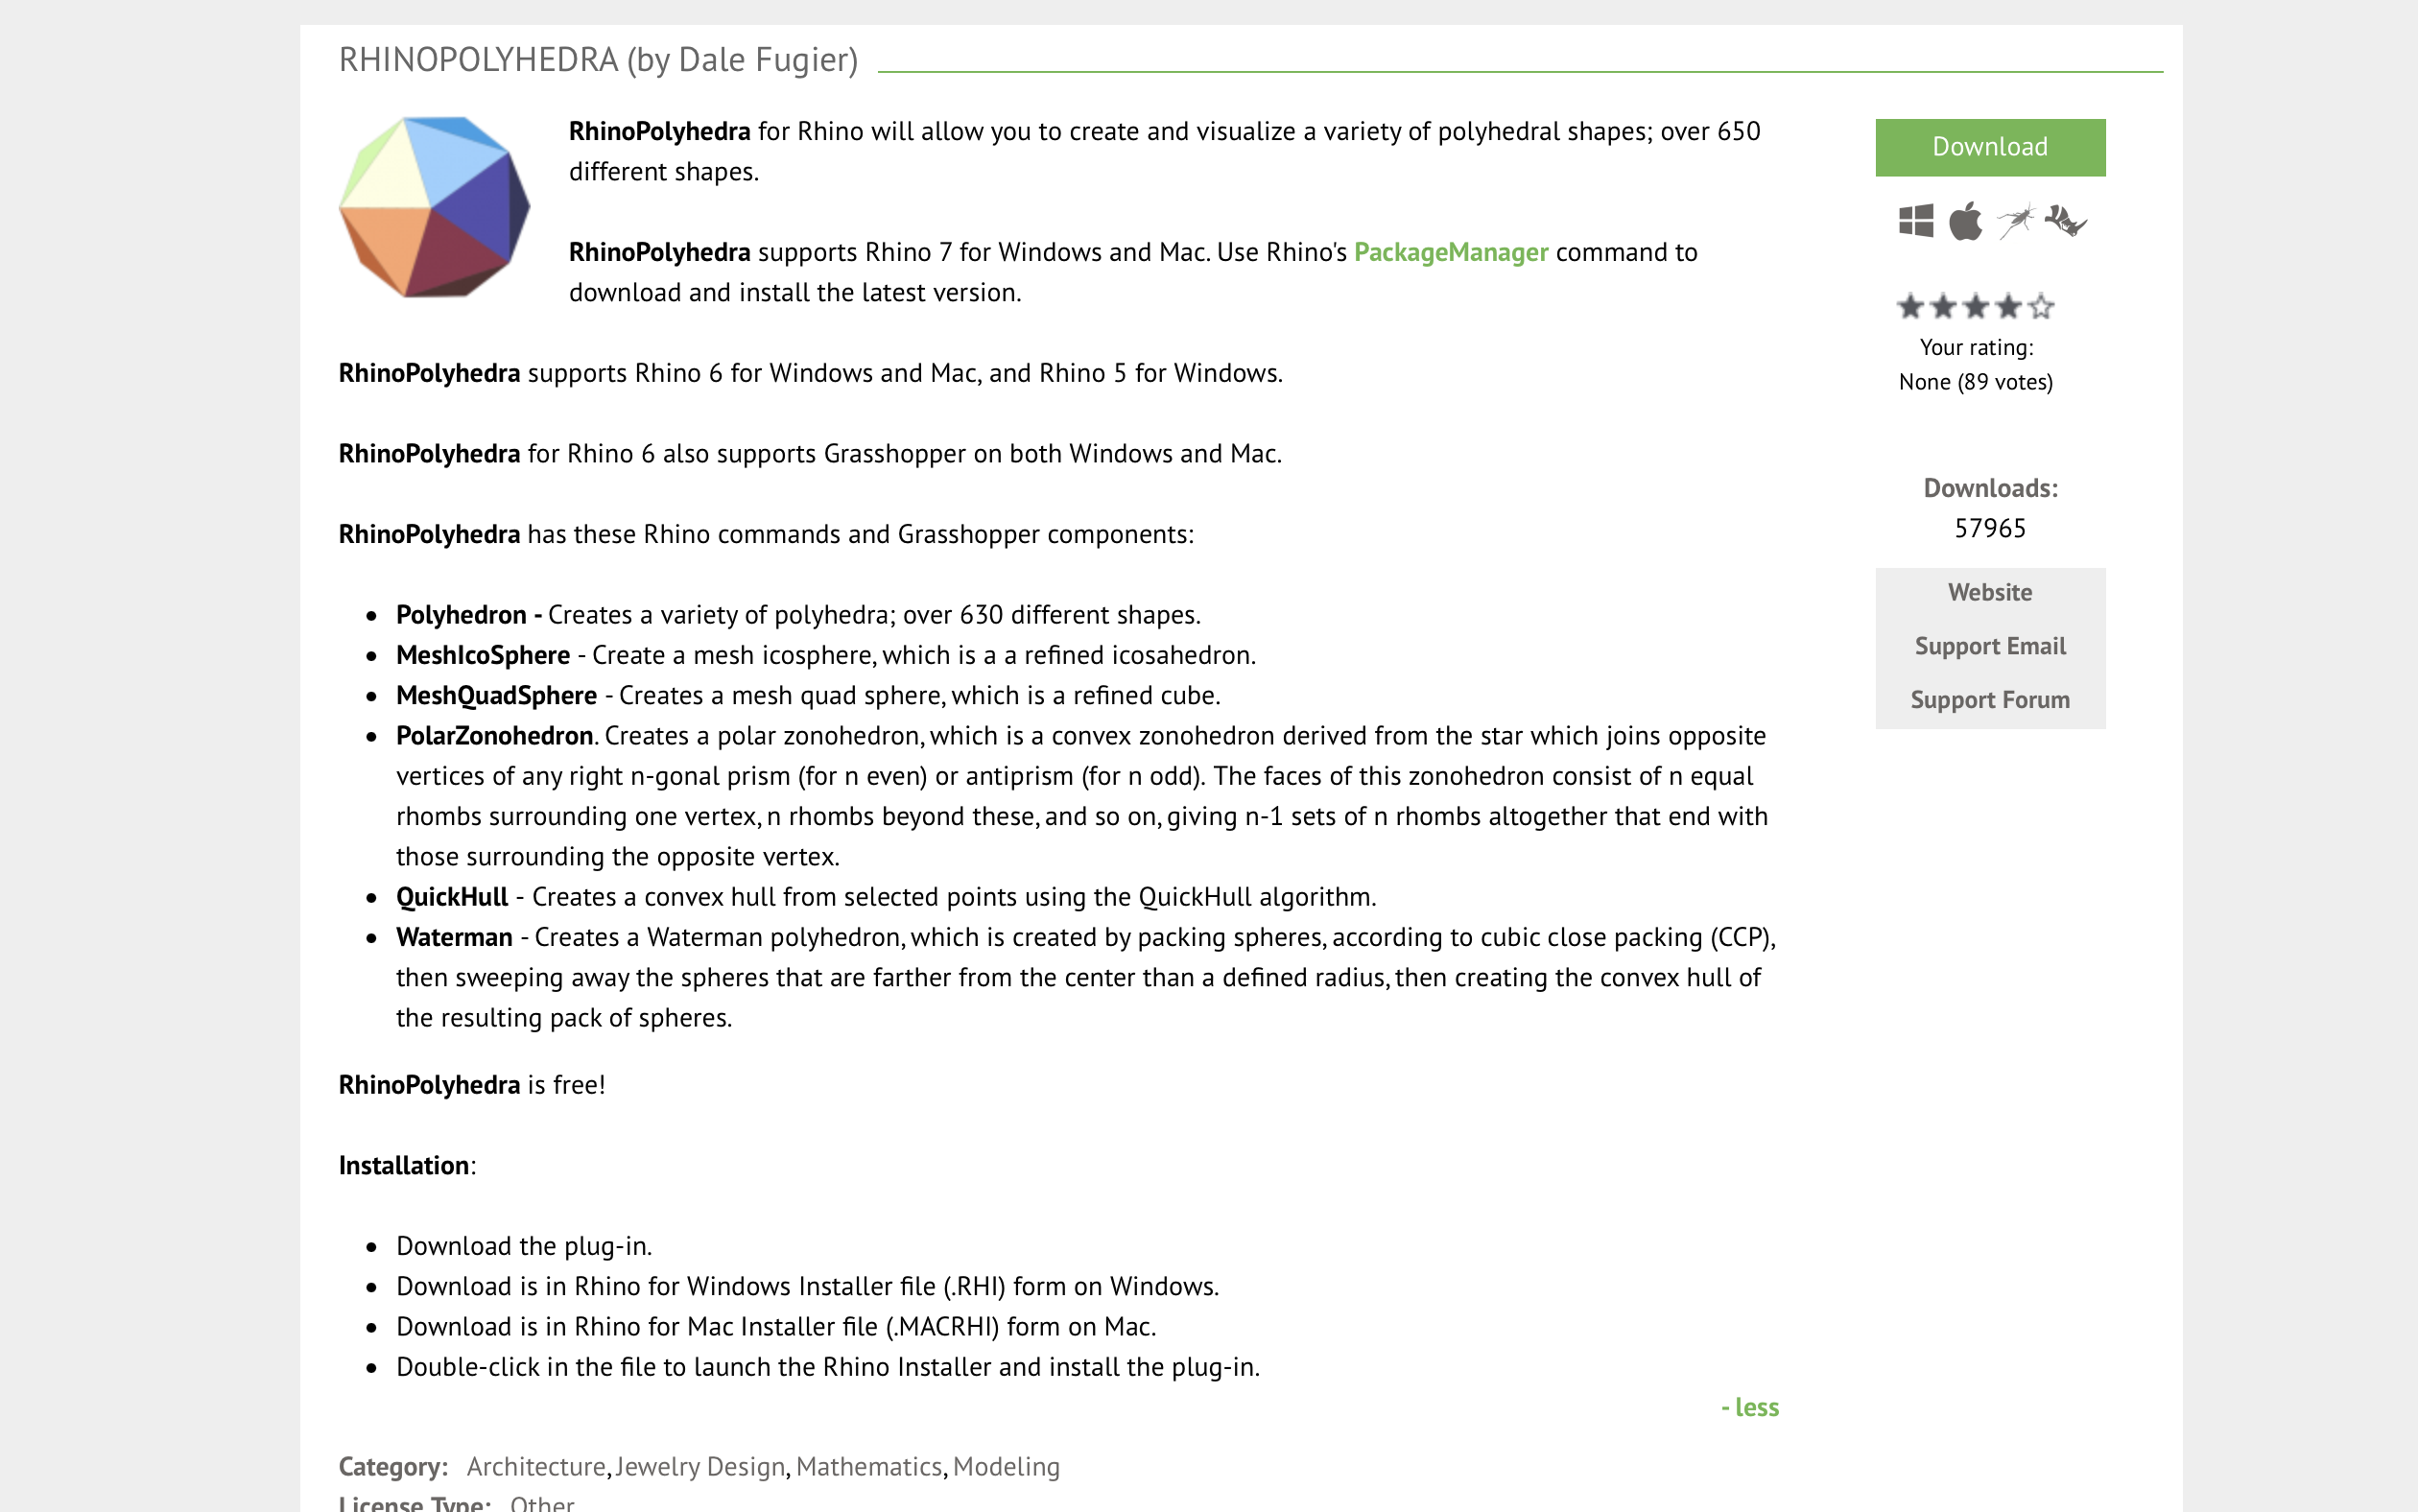 RHINOPOLYHEDRA (by Dale Fugier)
RhinoPolyhedra for Rhino will allow you to create and visualize a variety of polyhedral shapes; over 650
different shapes.
RhinoPolyhedra supports Rhino 7 for Windows and Mac. Use Rhino's PackageManager command to
download and install the latest version.
RhinoPolyhedra supports Rhino 6 for Windows and Mac, and Rhino 5 for Windows.
RhinoPolyhedra for Rhino 6 also supports Grasshopper on both Windows and Mac.
RhinoPolyhedra has these Rhino commands and Grasshopper components:
• Polyhedron - Creates a variety of polyhedra; over 630 different shapes.
• MeshIcoSphere - Create a mesh icosphere, which is a a refined icosahedron.
• MeshQuadSphere - Creates a mesh quad sphere, which is a refined cube.
• PolarZonohedron. Creates a polar zonohedron, which is a convex zonohedron derived from the star which joins opposite
vertices of any right n-gonal prism (for n even) or antiprism (for n odd). The faces of this zonohedron consist of n equal
rhombs surrounding one vertex, n rhombs beyond these, and so on, giving n-1 sets of n rhombs altogether that end with
those surrounding the opposite vertex.
• QuickHull - Creates a convex hull from selected points using the QuickHull algorithm.
• Waterman - Creates a Waterman polyhedron, which is created by packing spheres, according to cubic close packing (CCP),
then sweeping away the spheres that are farther from the center than a defined radius, then creating the convex hull of
the resulting pack of spheres.
RhinoPolyhedra is free!
Installation:
• Download the plug-in.
• Download is in Rhino for Windows Installer file (.RHI) form on Windows.
• Download is in Rhino for Mac Installer file (.MACRHI) form on Mac.
• Double-click in the file to launch the Rhino Installer and install the plug-in.
- less
Category: Architecture, Jewelry Design, Mathematics, Modeling
License Type: Other
Download
Your rating:
None (89 votes)
Downloads:
57965
Website
Support Email
Support Forum